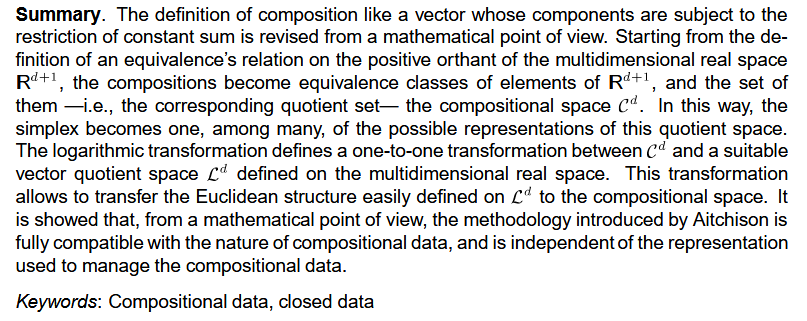 Summary. The definition of composition like a vector whose components are subject to the
restriction of constant sum is revised from a mathematical point of view. Starting from the de-
finition of an equivalence's relation on the positive orthant of the multidimensional real space
R^{d+1}, the compositions become equivalence classes of elements of R^{d+1}, and the set of
them —i.e., the corresponding quotient set— the compositional space C^d. In this way, the
simplex becomes one, among many, of the possible representations of this quotient space.
The logarithmic transformation defines a one-to-one transformation between C^d and a suitable
vector quotient space L^d defined on the multidimensional real space. This transformation
allows to transfer the Euclidean structure easily defined on L^d to the compositional space. It
is showed that, from a mathematical point of view, the methodology introduced by Aitchison is
fully compatible with the nature of compositional data, and is independent of the representation
used to manage the compositional data.
Keywords: Compositional data, closed data